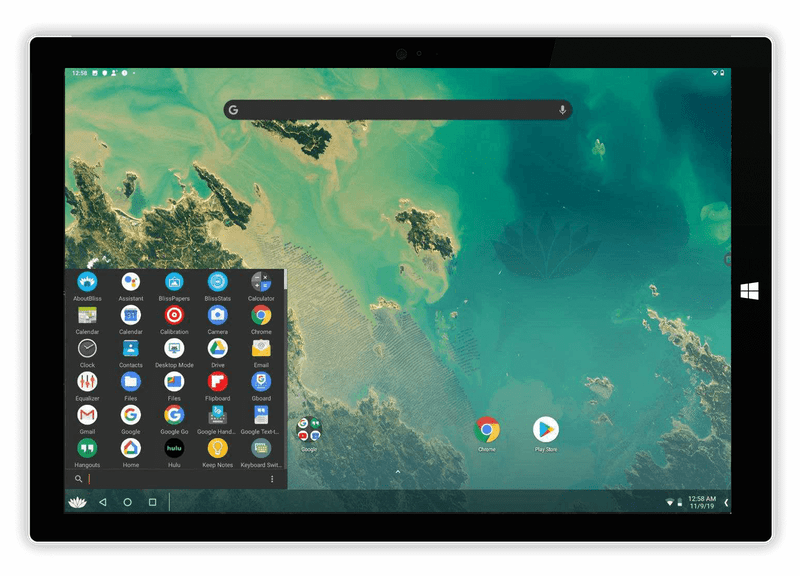 12:58
AboutBliss Assistant BlissPapers BlissStats Calculator
Calendar Calendar Calibration Camera Chrome
Clock Contacts Desktop Mode Drive Email
Equalizer Files Files Flipboard Gboard
Gmail Google Google Go Google Hand... Google Text-t...
hulu
Hangouts Home Hulu Keep Notes Keyboard Swit...
Google Chrome Play Store
12:58 AM
11/9/19